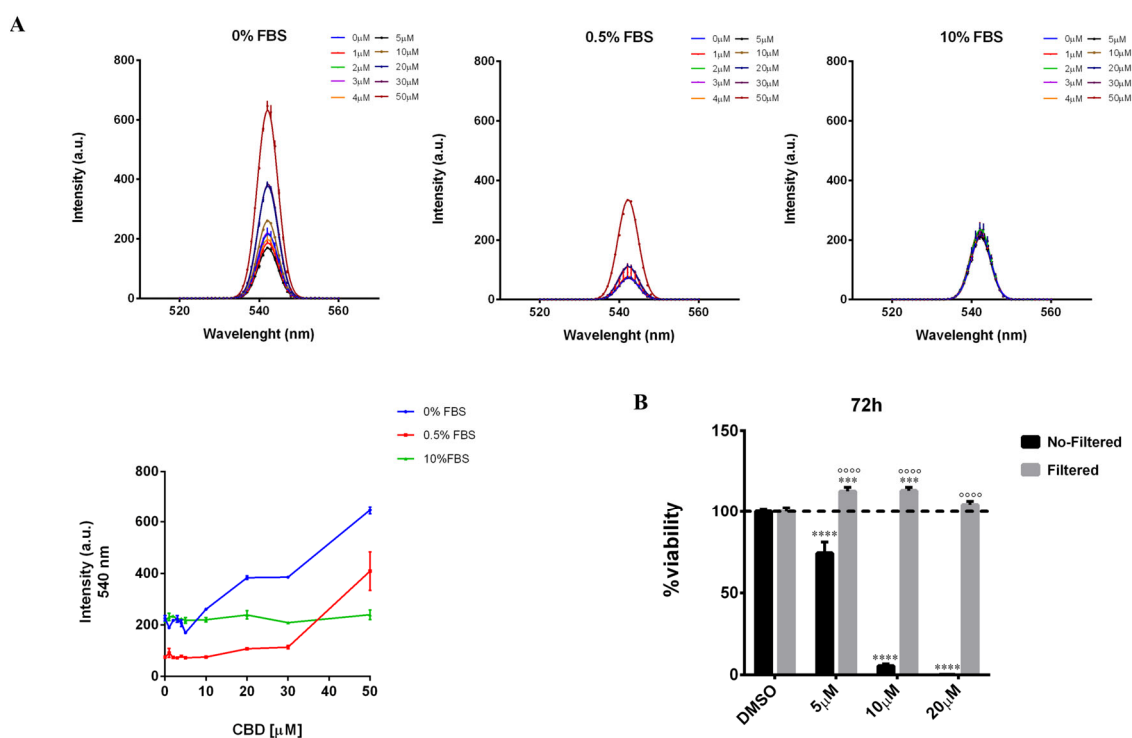 A
0% FBS
0μM 5μM
1μM 10μM
2μM 20μM
3μM 30μM
4μM 50μM
Intensity (a.u.)
800
600
400
200
0
520 540 560
Wavelenght (nm)
0.5% FBS
0μM 5μM
1μM 10μM
2μM 20μM
3μM 30μM
4μM 50μM
Intensity (a.u.)
800
600
400
200
0
520 540 560
Wavelenght (nm)
10% FBS
0μM 5μM
1μM 10μM
2μM 20μM
3μM 30μM
4μM 50μM
Intensity (a.u.)
800
600
400
200
0
520 540 560
Wavelenght (nm)
0% FBS
0.5% FBS
10%FBS
Intensity (a.u.)
540 nm
800
600
400
200
0
0 10 20 30 40 50
CBD [μM]
B
72h
No-Filtered
Filtered
%viability
150
100
50
0
°°°° °°°°
*** *** °°°°
****
**** ****
DMSO 5μM 10μM 20μM